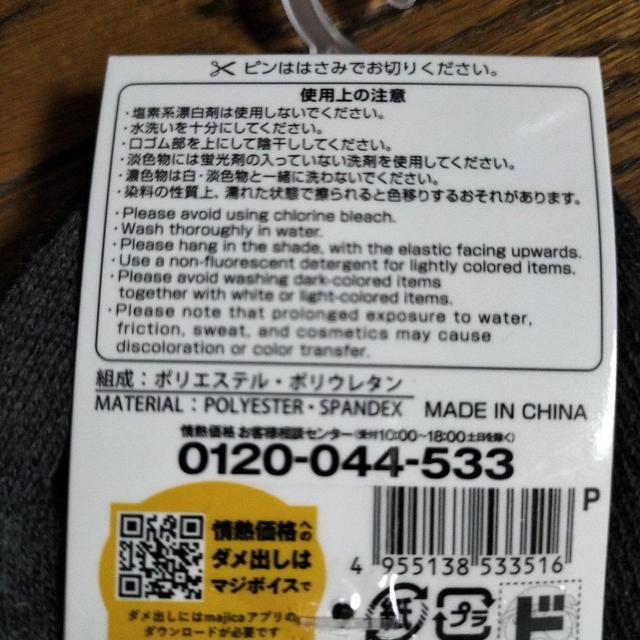 ✂ピンははさみでお切りください。
使用上の注意
・塩素系漂白剤は使用しないでください。
・水洗いを十分にしてください。
・口ゴム部を上にして陰干ししてください。
・淡色物には蛍光剤の入っていない洗剤を使用してください。
・濃色物は白・淡色物と一緒に洗わないでください。
・染料の性質上、濡れた状態で擦られると色移りするおそれがあります。
・Please avoid using chlorine bleach.
・Wash thoroughly in water.
・Please hang in the shade, with the elastic facing upwards.
・Use a non-fluorescent detergent for lightly colored items.
・Please avoid washing dark-colored items
together with white or light-colored items.
・Please note that prolonged exposure to water,
friction, sweat, and cosmetics may cause
discoloration or color transfer.
組成：ポリエステル・ポリウレタン
MATERIAL：POLYESTER・SPANDEX MADE IN CHINA
情熱価格 お客様相談センター(受付10:00~18:00土日を除く)
0120-044-533
P
情熱価格への
ダメ出しは
マジボイスで
4 955138 533516
ダメ出しにはmajicaアプリの
ダウンロードが必要です
紙
プラ
ド